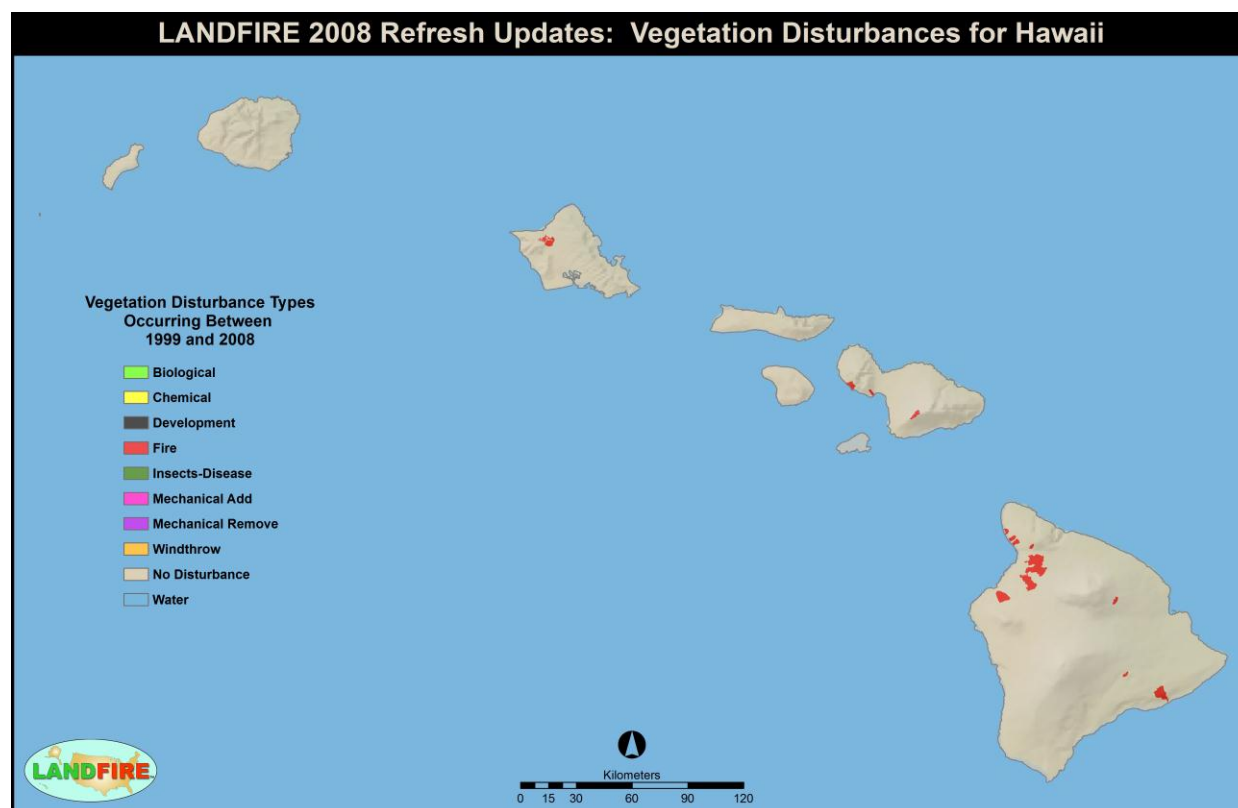 LANDFIRE 2008 Refresh Updates: Vegetation Disturbances for Hawaii
Vegetation Disturbance Types
Occurring Between
1999 and 2008
Biological
Chemical
Development
Fire
Insects-Disease
Mechanical Add
Mechanical Remove
Windthrow
No Disturbance
Water
LANDFIRE
Kilometers
0 15 30 60 90 120